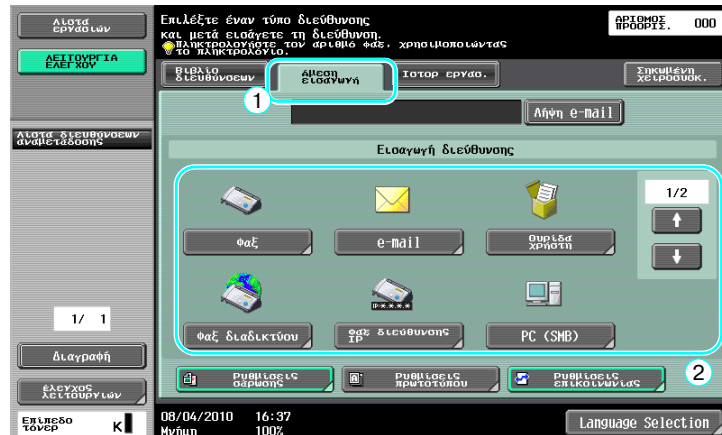 Λίστα
εργασιών
Επιλέξτε έναν τύπο διεύθυνσης
και μετά εισάγετε τη διεύθυνση.
Πληκτρολογήστε τον αριθμό φαξ, χρησιμοποιώντας
το πληκτρολόγιο.
ΑΡΙΘΜΟΣ
ΠΡΟΟΡΙΣ.
000
ΛΕΙΤΟΥΡΓΙΑ
ΕΛΕΓΧΟΥ
Βιβλίο
διευθύνσεων
Άμεση
εισαγωγή
Ιστορ εργασ.
Σηκωμένη
χειροσυσκ.
1
Λήψη e-mail
Λίστα διευθύνσεων
αναμετάδοσης
Εισαγωγή διεύθυνσης
1/2
Φαξ
e-mail
Θυρίδα
χρήστη
Φαξ διαδικτύου
Φαξ διεύθυνσης
IP
PC (SMB)
1/ 1
Διαγραφή
Ρυθμίσεις
σάρωσης
Ρυθμίσεις
πρωτοτύπου
Ρυθμίσεις
επικοινωνίας
2
έλεγχος
λειτουργιών
Επίπεδο
τόνερ
K
08/04/2010 16:37
Μνήμη 100%
Language Selection